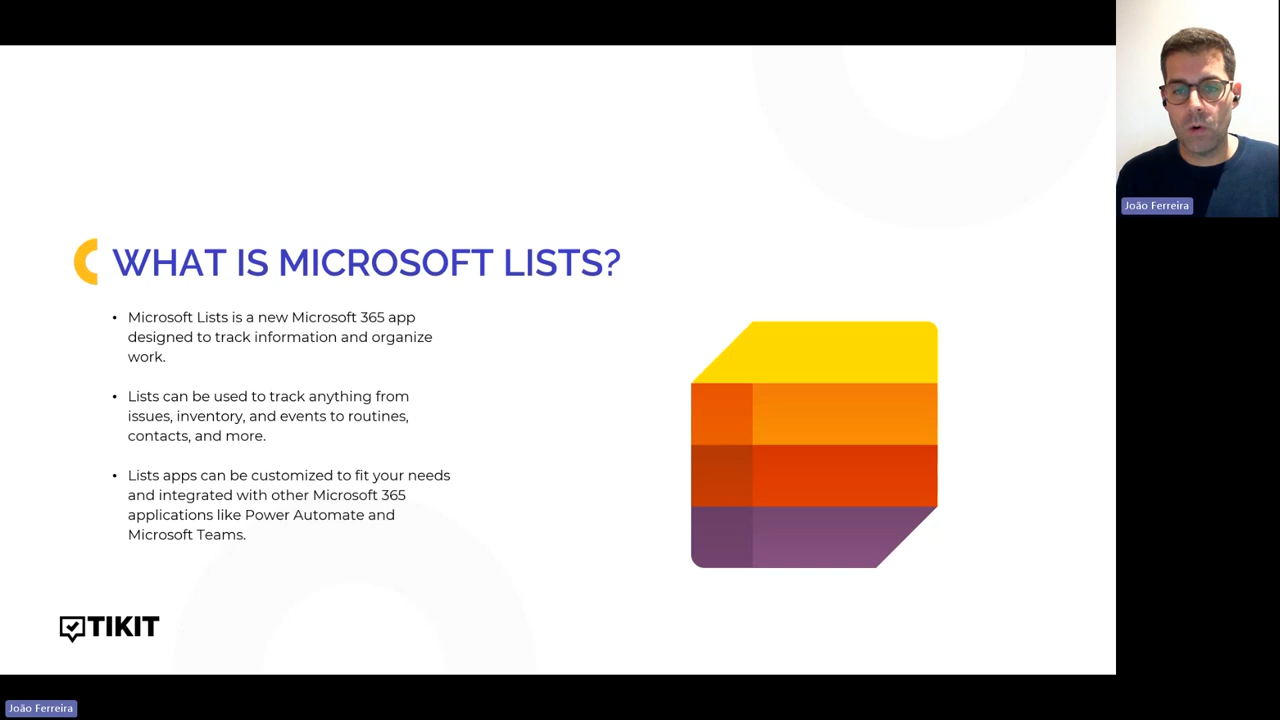 João Ferreira
WHAT IS MICROSOFT LISTS?
• Microsoft Lists is a new Microsoft 365 app
designed to track information and organize
work.
• Lists can be used to track anything from
issues, inventory, and events to routines,
contacts, and more.
• Lists apps can be customized to fit your needs
and integrated with other Microsoft 365
applications like Power Automate and
Microsoft Teams.
TIKIT
João Ferreira